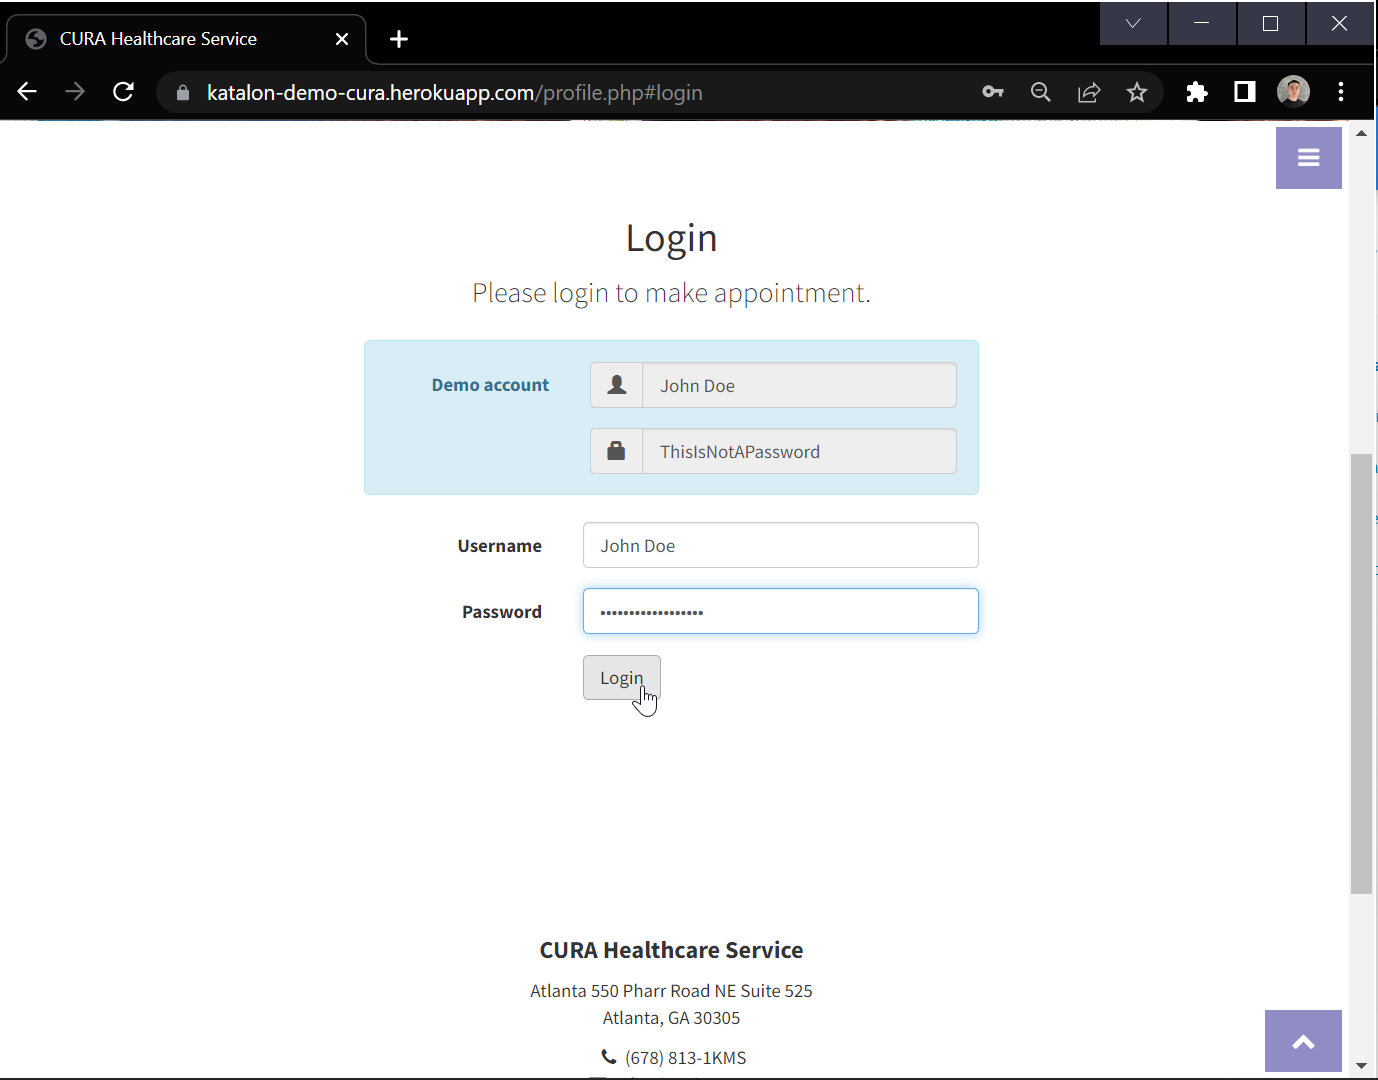 CURA Healthcare Service
katalon-demo-cura.herokuapp.com/profile.php#login
Login
Please login to make appointment.
Demo account
John Doe
ThisIsNotAPassword
Username
John Doe
Password
••••••••••••••••••
Login
CURA Healthcare Service
Atlanta 550 Pharr Road NE Suite 525
Atlanta, GA 30305
(678) 813-1KMS